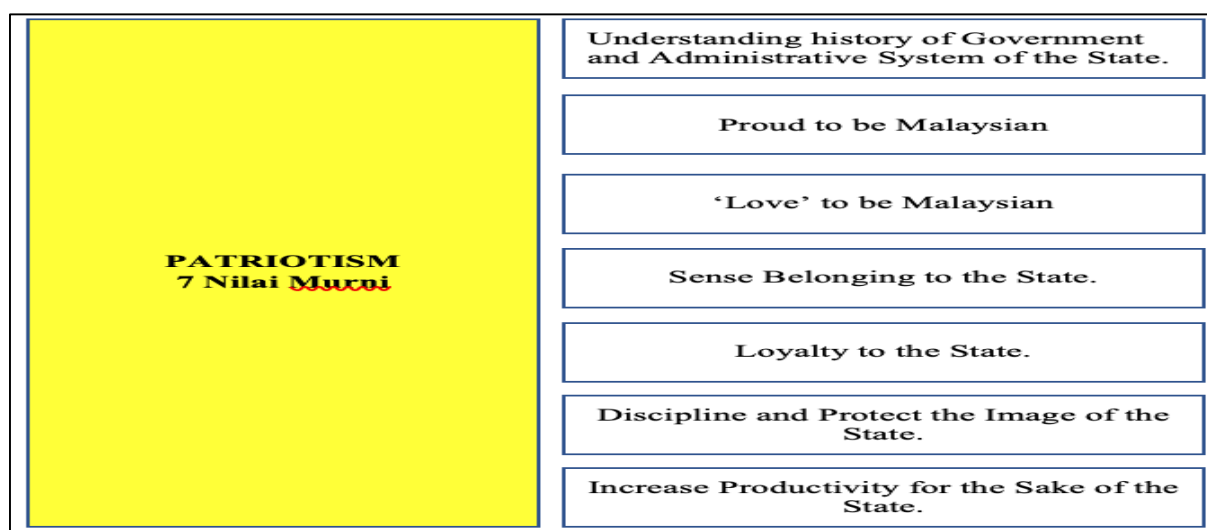 PATRIOTISM
7 Nilai Murni
Understanding history of Government
and Administrative System of the State.
Proud to be Malaysian
‘Love’ to be Malaysian
Sense Belonging to the State.
Loyalty to the State.
Discipline and Protect the Image of the
State.
Increase Productivity for the Sake of the
State.